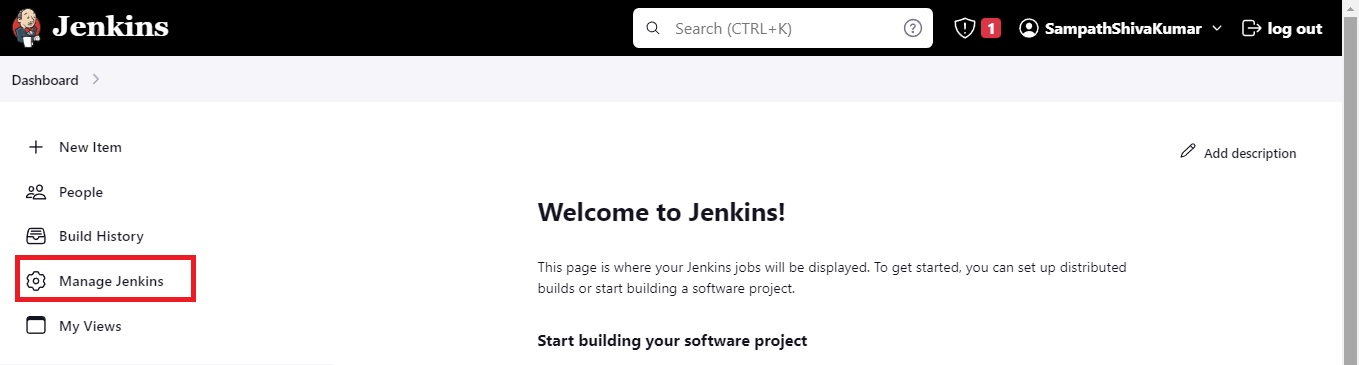 Jenkins
Search (CTRL+K)
1
SampathShivaKumar
log out
Dashboard
New Item
People
Build History
Manage Jenkins
My Views
Add description
Welcome to Jenkins!
This page is where your Jenkins jobs will be displayed. To get started, you can set up distributed
builds or start building a software project.
Start building your software project